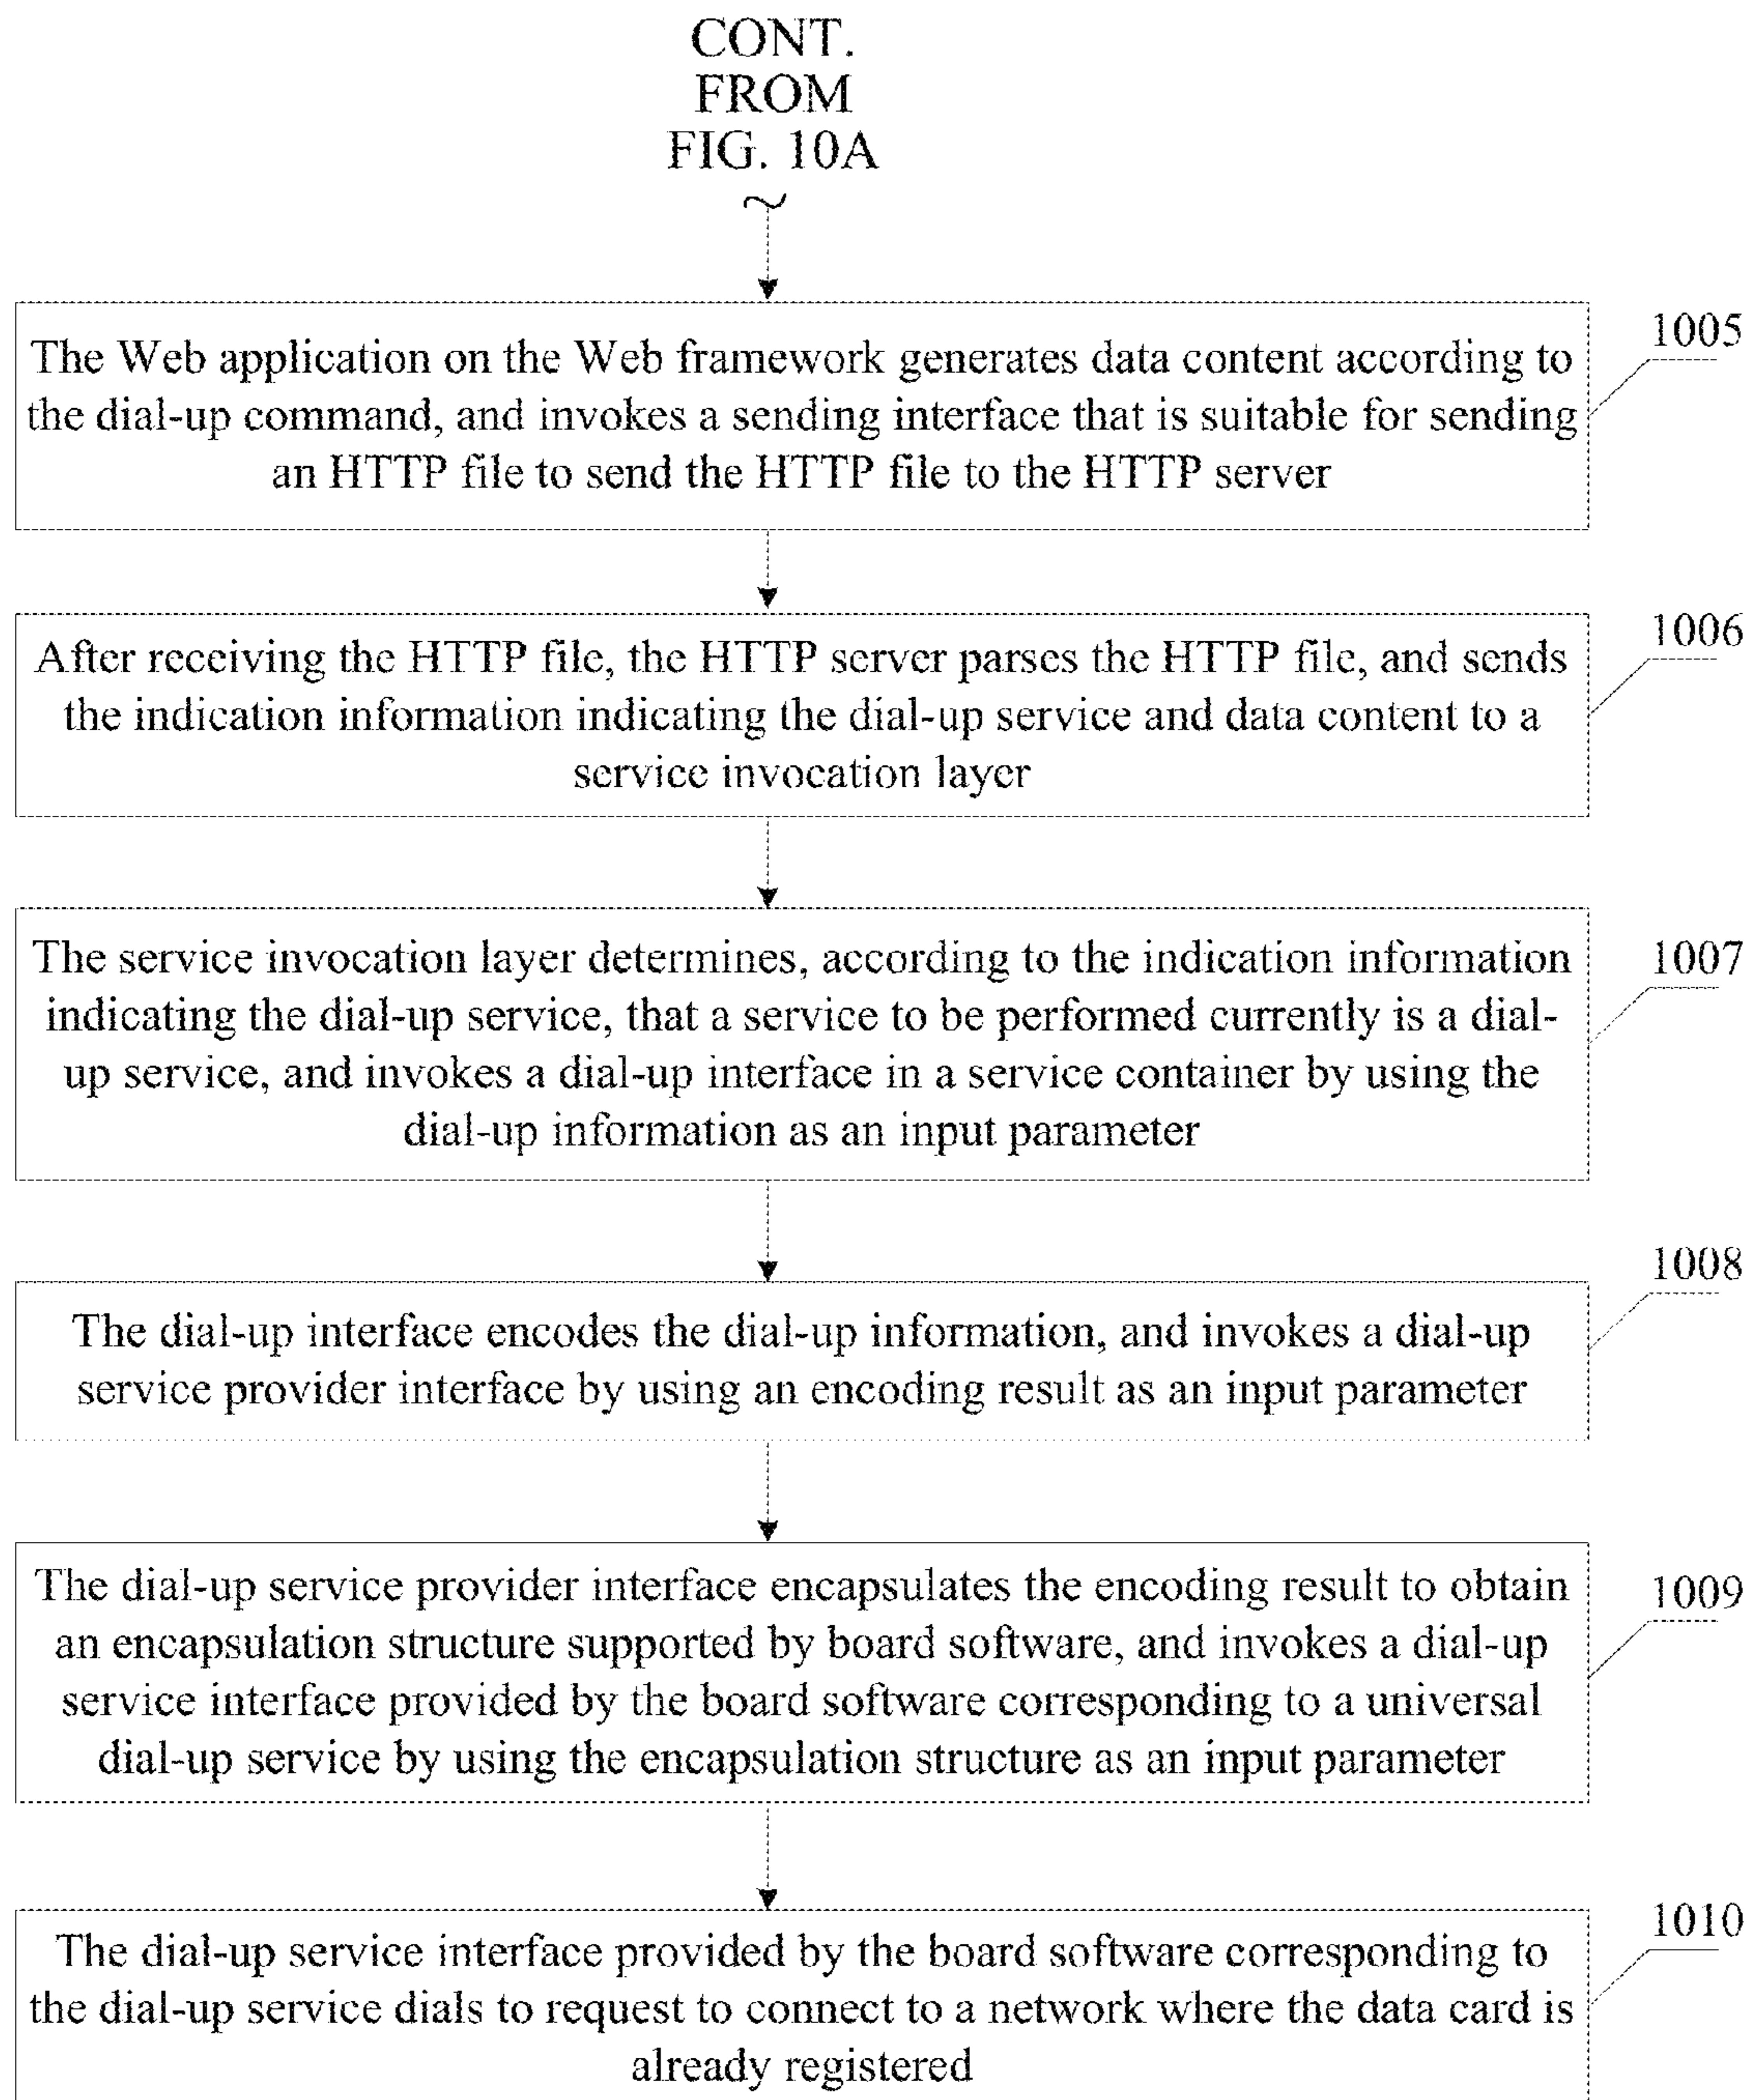 CONT.
FROM
FIG. 10A
The Web application on the Web framework generates data content according to
the dial-up command, and invokes a sending interface that is suitable for sending
an HTTP file to send the HTTP file to the HTTP server
1005
After receiving the HTTP file, the HTTP server parses the HTTP file, and sends
the indication information indicating the dial-up service and data content to a
service invocation layer
1006
The service invocation layer determines, according to the indication information
indicating the dial-up service, that a service to be performed currently is a dial-
up service, and invokes a dial-up interface in a service container by using the
dial-up information as an input parameter
1007
The dial-up interface encodes the dial-up information, and invokes a dial-up
service provider interface by using an encoding result as an input parameter
1008
The dial-up service provider interface encapsulates the encoding result to obtain
an encapsulation structure supported by board software, and invokes a dial-up
service interface provided by the board software corresponding to a universal
dial-up service by using the encapsulation structure as an input parameter
1009
The dial-up service interface provided by the board software corresponding to
the dial-up service dials to request to connect to a network where the data card is
already registered
1010